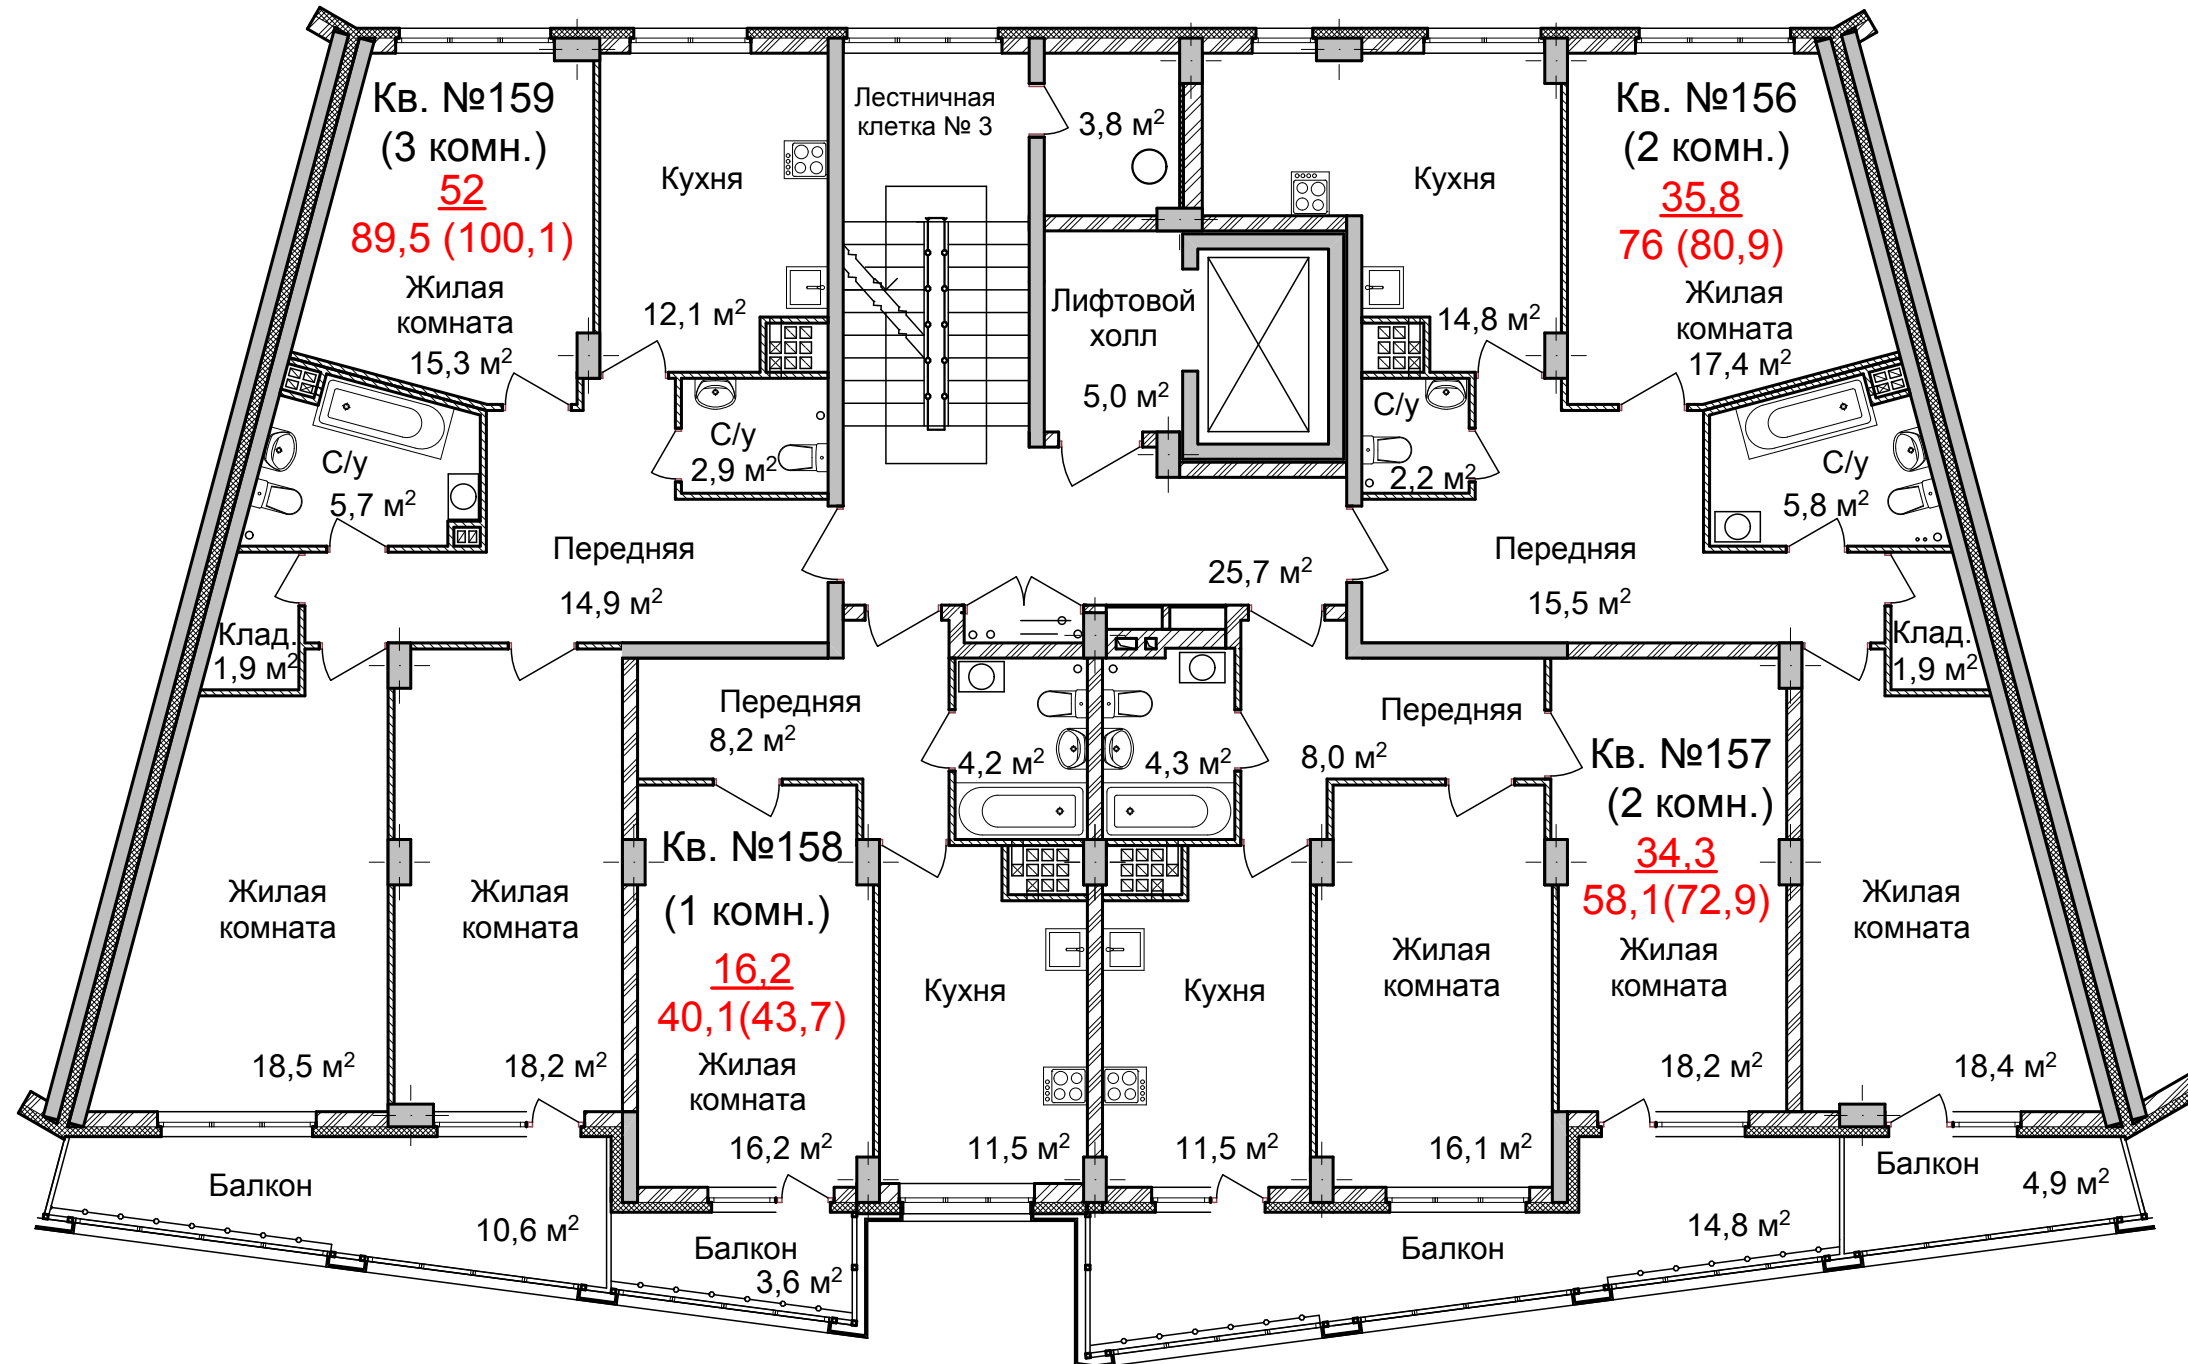 Кв. №159
(3 комн.)
52
89,5 (100,1)
Жилая
комната
15,3 м²
Кухня
12,1 м²
Лестничная
клетка № 3
3,8 м²
Лифтовой
холл
5,0 м²
Кухня
14,8 м²
Кв. №156
(2 комн.)
35,8
76 (80,9)
Жилая
комната
17,4 м²
С/у
5,7 м²
С/у
2,9 м²
С/у
2,2 м²
С/у
5,8 м²
Передняя
14,9 м²
25,7 м²
Передняя
15,5 м²
Клад.
1,9 м²
Клад.
1,9 м²
Передняя
8,2 м²
4,2 м²
4,3 м²
Передняя
8,0 м²
Жилая
комната
18,5 м²
Жилая
комната
18,2 м²
Кв. №158
(1 комн.)
16,2
40,1(43,7)
Жилая
комната
16,2 м²
Кухня
11,5 м²
Кухня
11,5 м²
Жилая
комната
16,1 м²
Кв. №157
(2 комн.)
34,3
58,1(72,9)
Жилая
комната
18,2 м²
Жилая
комната
18,4 м²
Балкон
10,6 м²
Балкон
3,6 м²
Балкон
14,8 м²
Балкон
4,9 м²